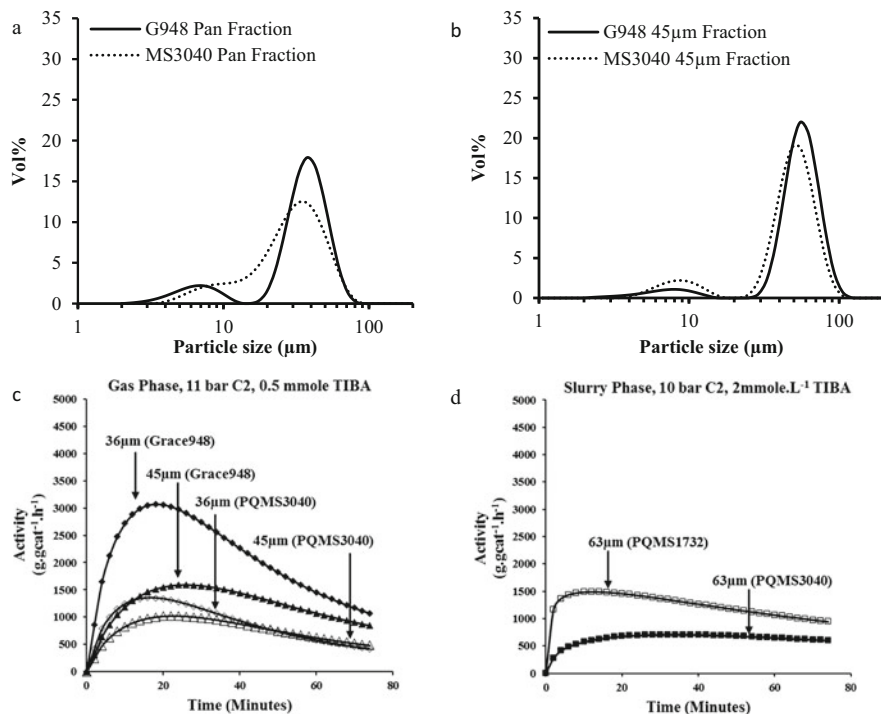 a
G948 Pan Fraction
MS3040 Pan Fraction
35
30
25
20
15
10
5
0
Vol%
1
10
100
Particle size (µm)
b
G948 45µm Fraction
MS3040 45µm Fraction
35
30
25
20
15
10
5
0
Vol%
1
10
100
Particle size (µm)
c
Gas Phase, 11 bar C2, 0.5 mmole TIBA
5000
4500
4000
3500
3000
2500
2000
1500
1000
500
0
Activity
(g.gcat⁻¹.h⁻¹)
36µm (Grace948)
45µm (Grace948)
36µm (PQMS3040)
45µm (PQMS3040)
0
20
40
60
80
Time (Minutes)
d
Slurry Phase, 10 bar C2, 2mmole.L⁻¹ TIBA
5000
4500
4000
3500
3000
2500
2000
1500
1000
500
0
Activity
(g.gcat⁻¹.h⁻¹)
63µm (PQMS1732)
63µm (PQMS3040)
0
20
40
60
80
Time (Minutes)